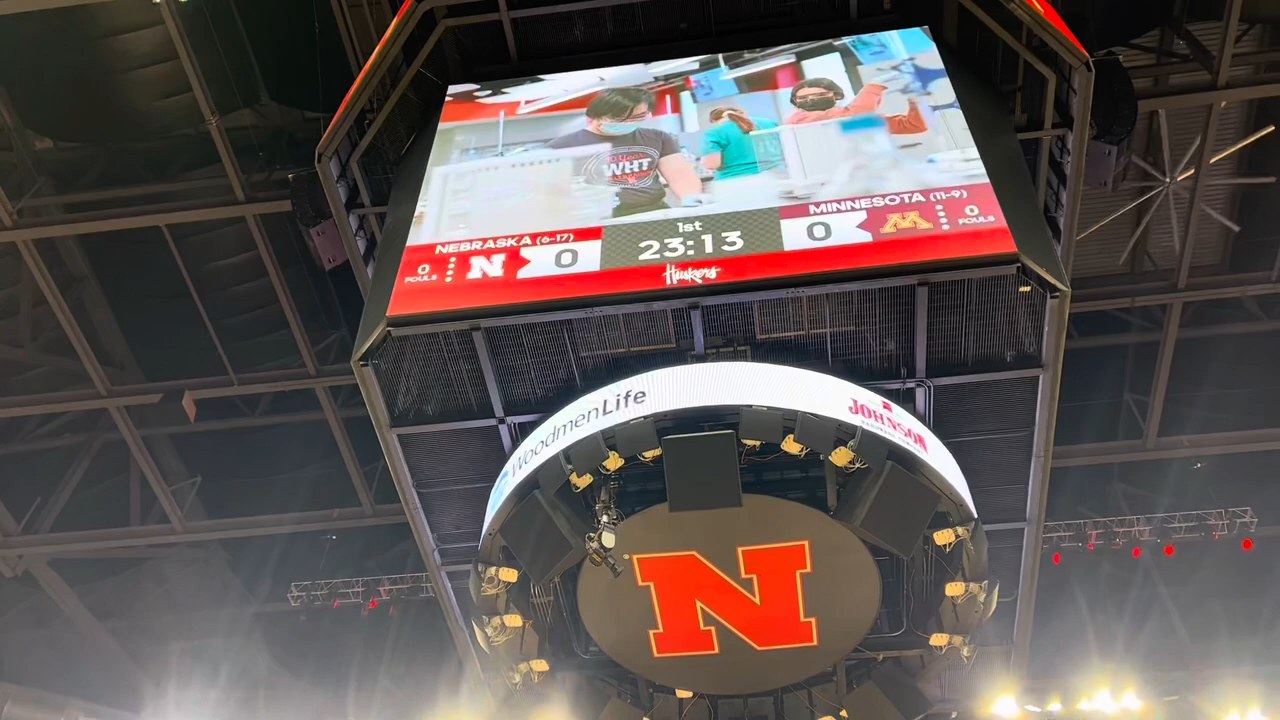 WHT
NEBRASKA (6-17)
0
FOULS
N
0
1st
23:13
Huskers
MINNESOTA (11-9)
0
M
0
FOULS
WoodmenLife
JOHNSON
N